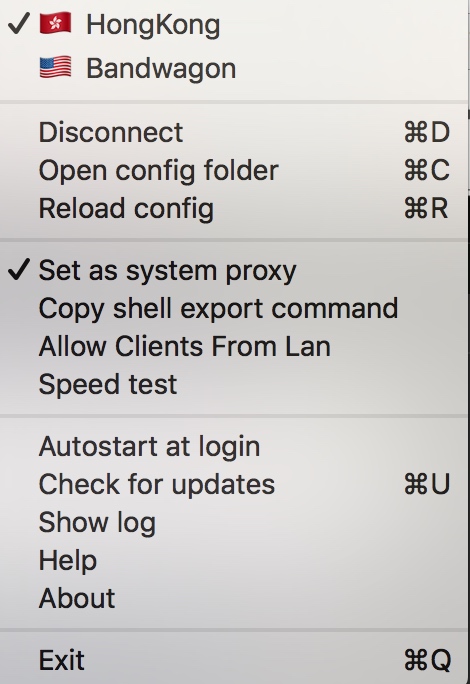 ✓ 🇭🇰 HongKong
🇺🇸 Bandwagon
Disconnect ⌘D
Open config folder ⌘C
Reload config ⌘R
✓ Set as system proxy
Copy shell export command
Allow Clients From Lan
Speed test
Autostart at login
Check for updates ⌘U
Show log
Help
About
Exit ⌘Q